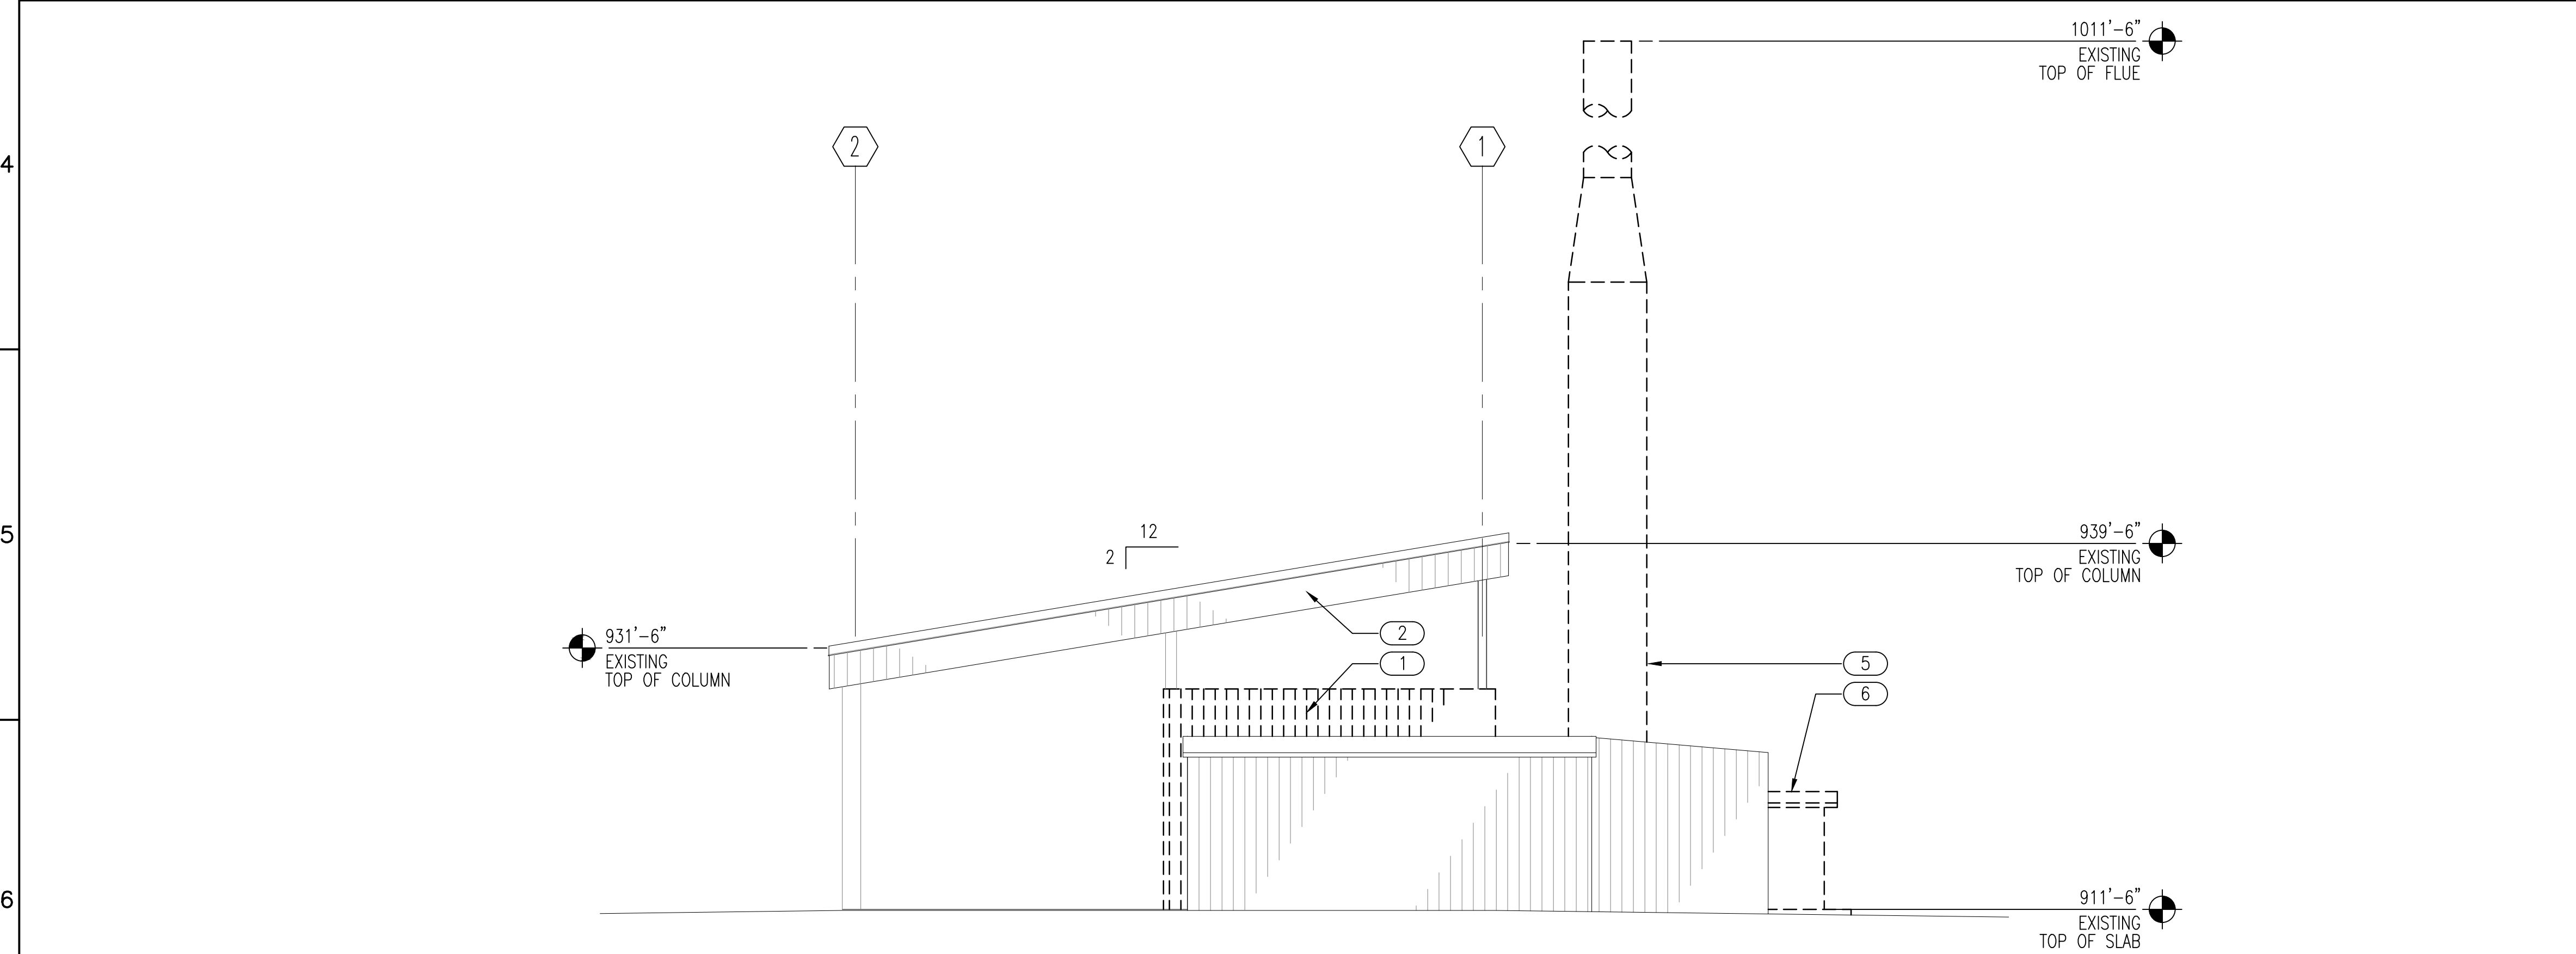 1011'-6"
EXISTING
TOP OF FLUE
4
2
1
12
2
5
939'-6"
EXISTING
TOP OF COLUMN
931'-6"
EXISTING
TOP OF COLUMN
2
1
5
6
6
911'-6"
EXISTING
TOP OF SLAB